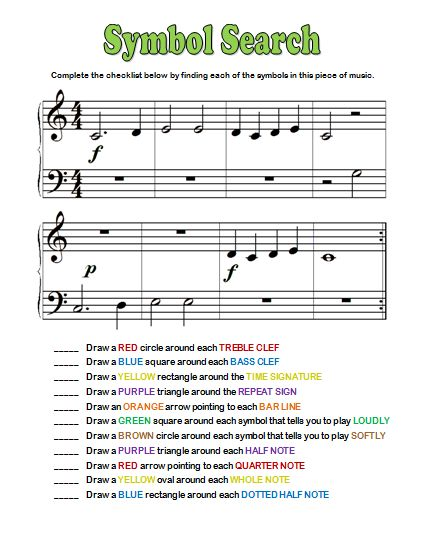 Symbol Search
Complete the checklist below by finding each of the symbols in this piece of music.
4
4
f
p
f
_____ Draw a RED circle around each TREBLE CLEF
_____ Draw a BLUE square around each BASS CLEF
_____ Draw a YELLOW rectangle around the TIME SIGNATURE
_____ Draw a PURPLE triangle around the REPEAT SIGN
_____ Draw an ORANGE arrow pointing to each BAR LINE
_____ Draw a GREEN square around each symbol that tells you to play LOUDLY
_____ Draw a BROWN circle around each symbol that tells you to play SOFTLY
_____ Draw a PURPLE triangle around each HALF NOTE
_____ Draw a RED arrow pointing to each QUARTER NOTE
_____ Draw a YELLOW oval around each WHOLE NOTE
_____ Draw a BLUE rectangle around each DOTTED HALF NOTE